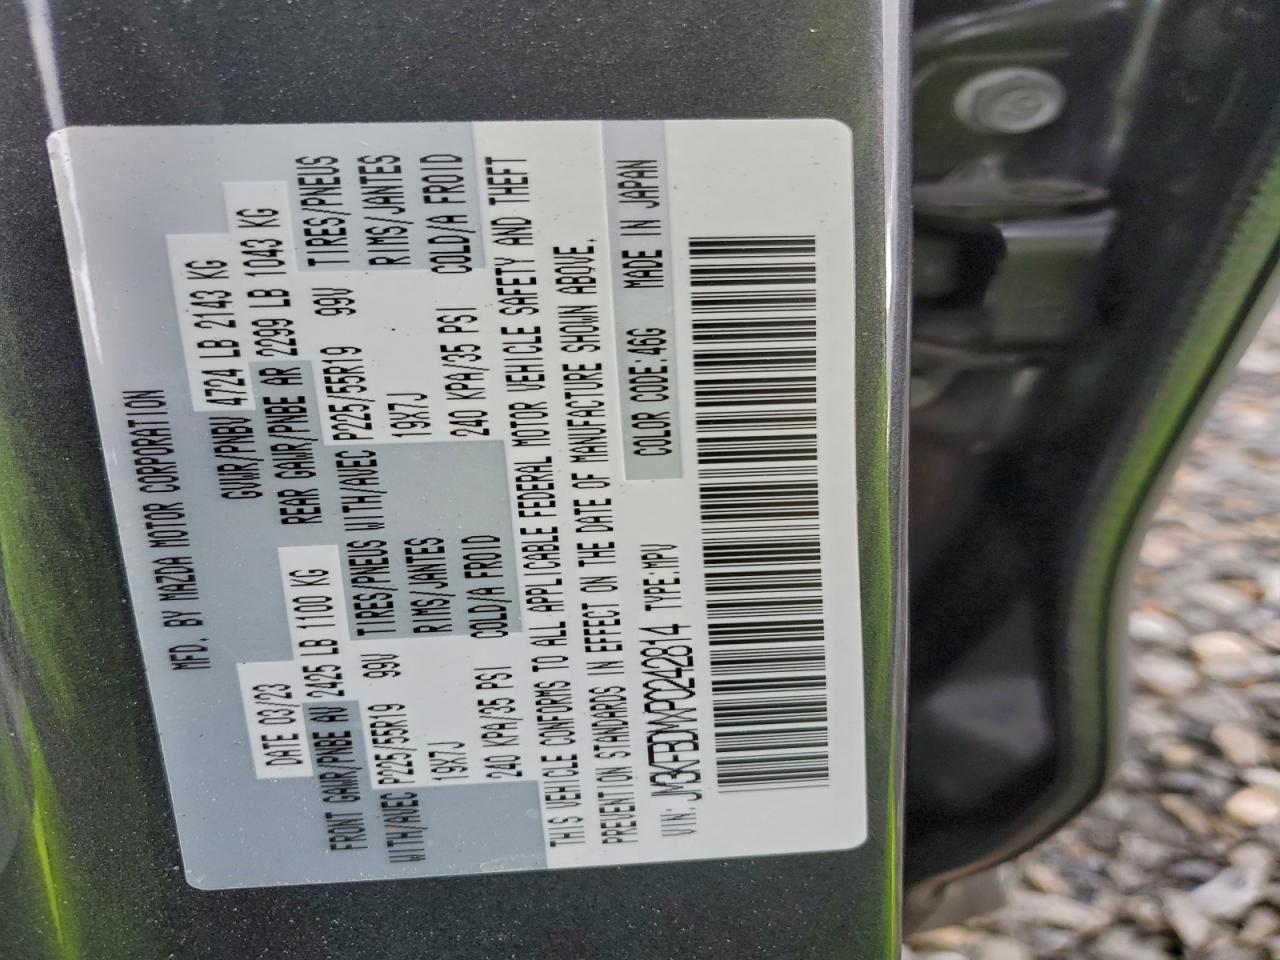 MFD. BY MAZDA MOTOR CORPORATION
DATE 03/23 GVWR/PNBV 4724 LB 2143 KG
FRONT GAWR/PNBE AV 2425 LB 1100 KG REAR GAWR/PNBE AR 2299 LB 1043 KG
WITH/AVEC P225/55R19 99V TIRES/PNEUS WITH/AVEC P225/55R19 99V TIRES/PNEUS
19X7J RIMS/JANTES 19X7J RIMS/JANTES
240 KPA/35 PSI COLD/A FROID 240 KPA/35 PSI COLD/A FROID
THIS VEHICLE CONFORMS TO ALL APPLICABLE FEDERAL MOTOR VEHICLE SAFETY AND THEFT
PREVENTION STANDARDS IN EFFECT ON THE DATE OF MANUFACTURE SHOWN ABOVE.
VIN: JM3KFBDMXP0242814 TYPE:MPV COLOR CODE:46G MADE IN JAPAN